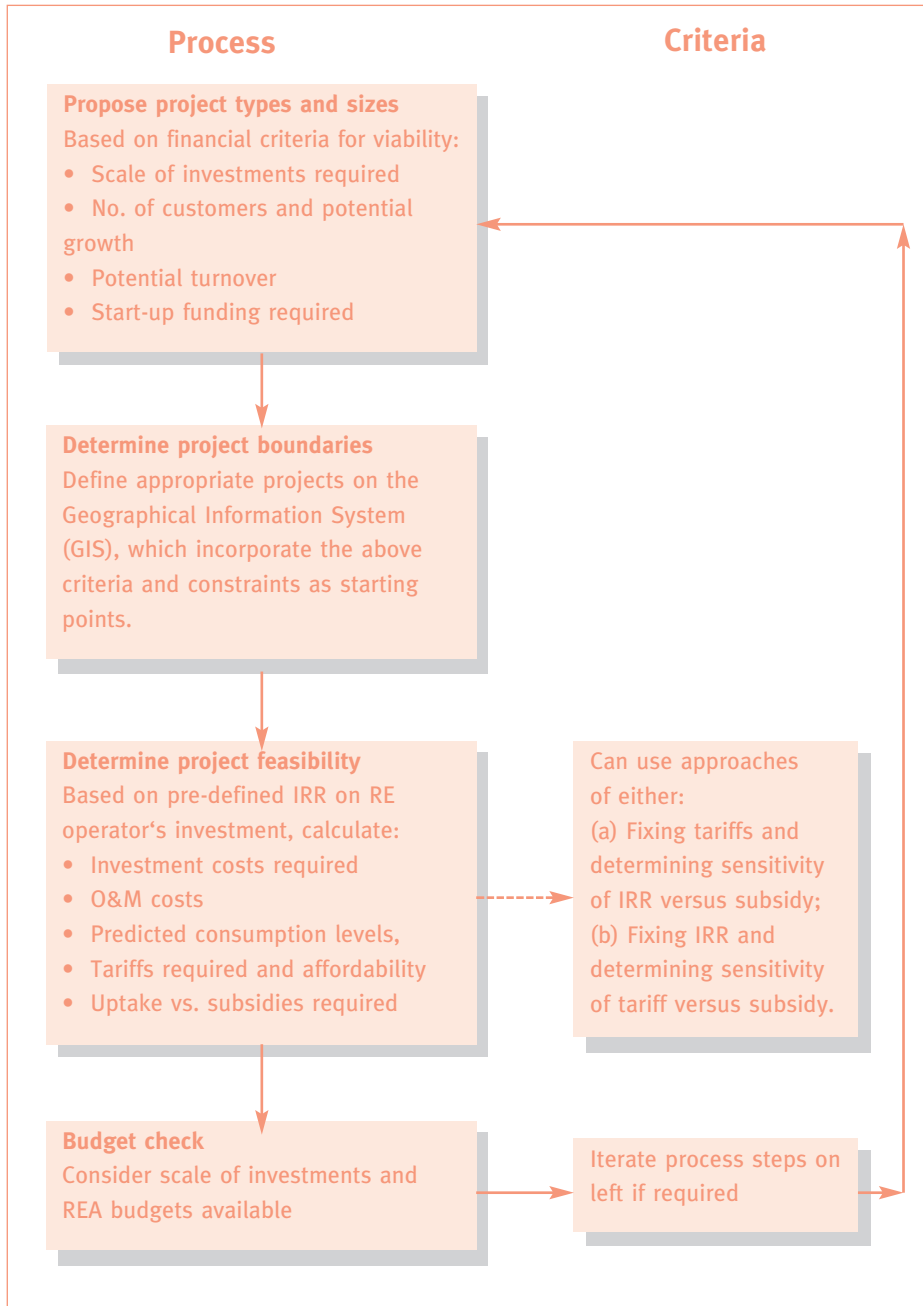 Process
Criteria
Propose project types and sizes
Based on financial criteria for viability:
• Scale of investments required
• No. of customers and potential
growth
• Potential turnover
• Start-up funding required
Determine project boundaries
Define appropriate projects on the
Geographical Information System
(GIS), which incorporate the above
criteria and constraints as starting
points.
Determine project feasibility
Based on pre-defined IRR on RE
operator‘s investment, calculate:
• Investment costs required
• O&M costs
• Predicted consumption levels,
• Tariffs required and affordability
• Uptake vs. subsidies required
Can use approaches
of either:
(a) Fixing tariffs and
determining sensitivity
of IRR versus subsidy;
(b) Fixing IRR and
determining sensitivity
of tariff versus subsidy.
Budget check
Consider scale of investments and
REA budgets available
Iterate process steps on
left if required